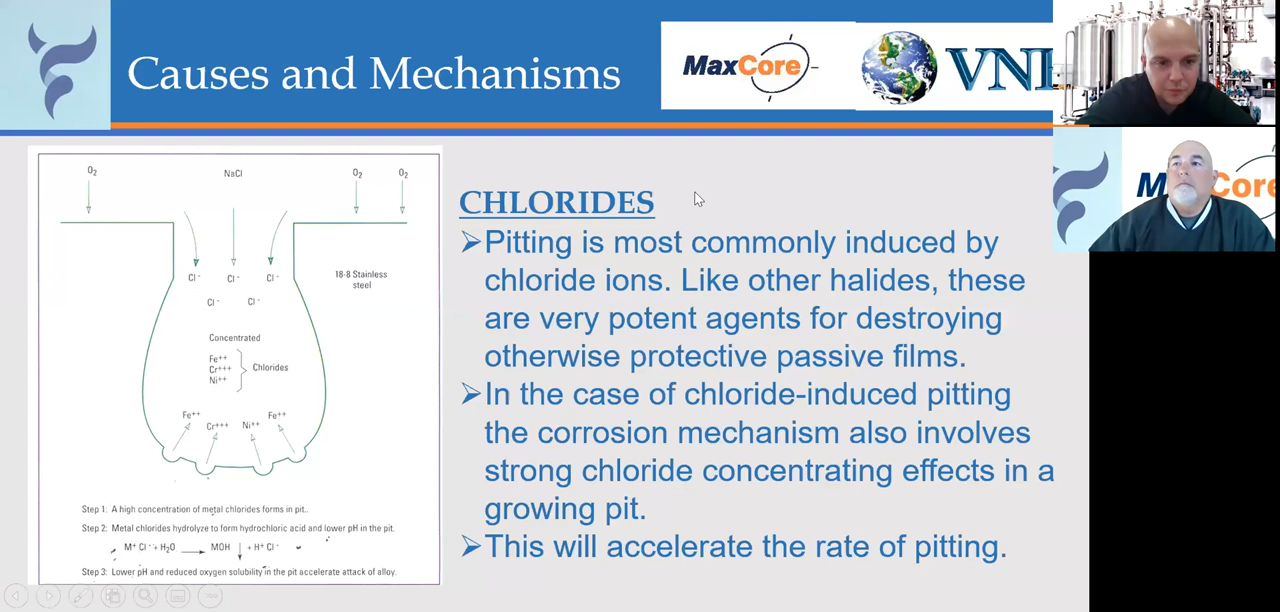 Causes and Mechanisms
MaxCore
VNE
CHLORIDES
➢Pitting is most commonly induced by
chloride ions. Like other halides, these
are very potent agents for destroying
otherwise protective passive films.
➢In the case of chloride-induced pitting
the corrosion mechanism also involves
strong chloride concentrating effects in a
growing pit.
➢This will accelerate the rate of pitting.
O2
NaCl
O2
O2
Cl-
Cl-
Cl-
18-8 Stainless
steel
Cl-
Cl-
Concentrated
Fe++
Cr+++
Ni++
Chlorides
Fe++
Cr+++
Ni++
Fe++
Step 1: A high concentration of metal chlorides forms in pit..
Step 2: Metal chlorides hydrolyze to form hydrochloric acid and lower pH in the pit.
M+ Cl- + H2O → MOH ↓ + H+ Cl-
Step 3: Lower pH and reduced oxygen solubility in the pit accelerate attack of alloy.
Core